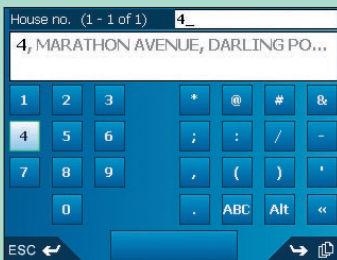 House no. (1 - 1 of 1) 4_
4, MARATHON AVENUE, DARLING PO...
1 2 3 * @ # &
4 5 6 ; : / -
7 8 9 , ( ) '
0 . ABC Alt «
ESC